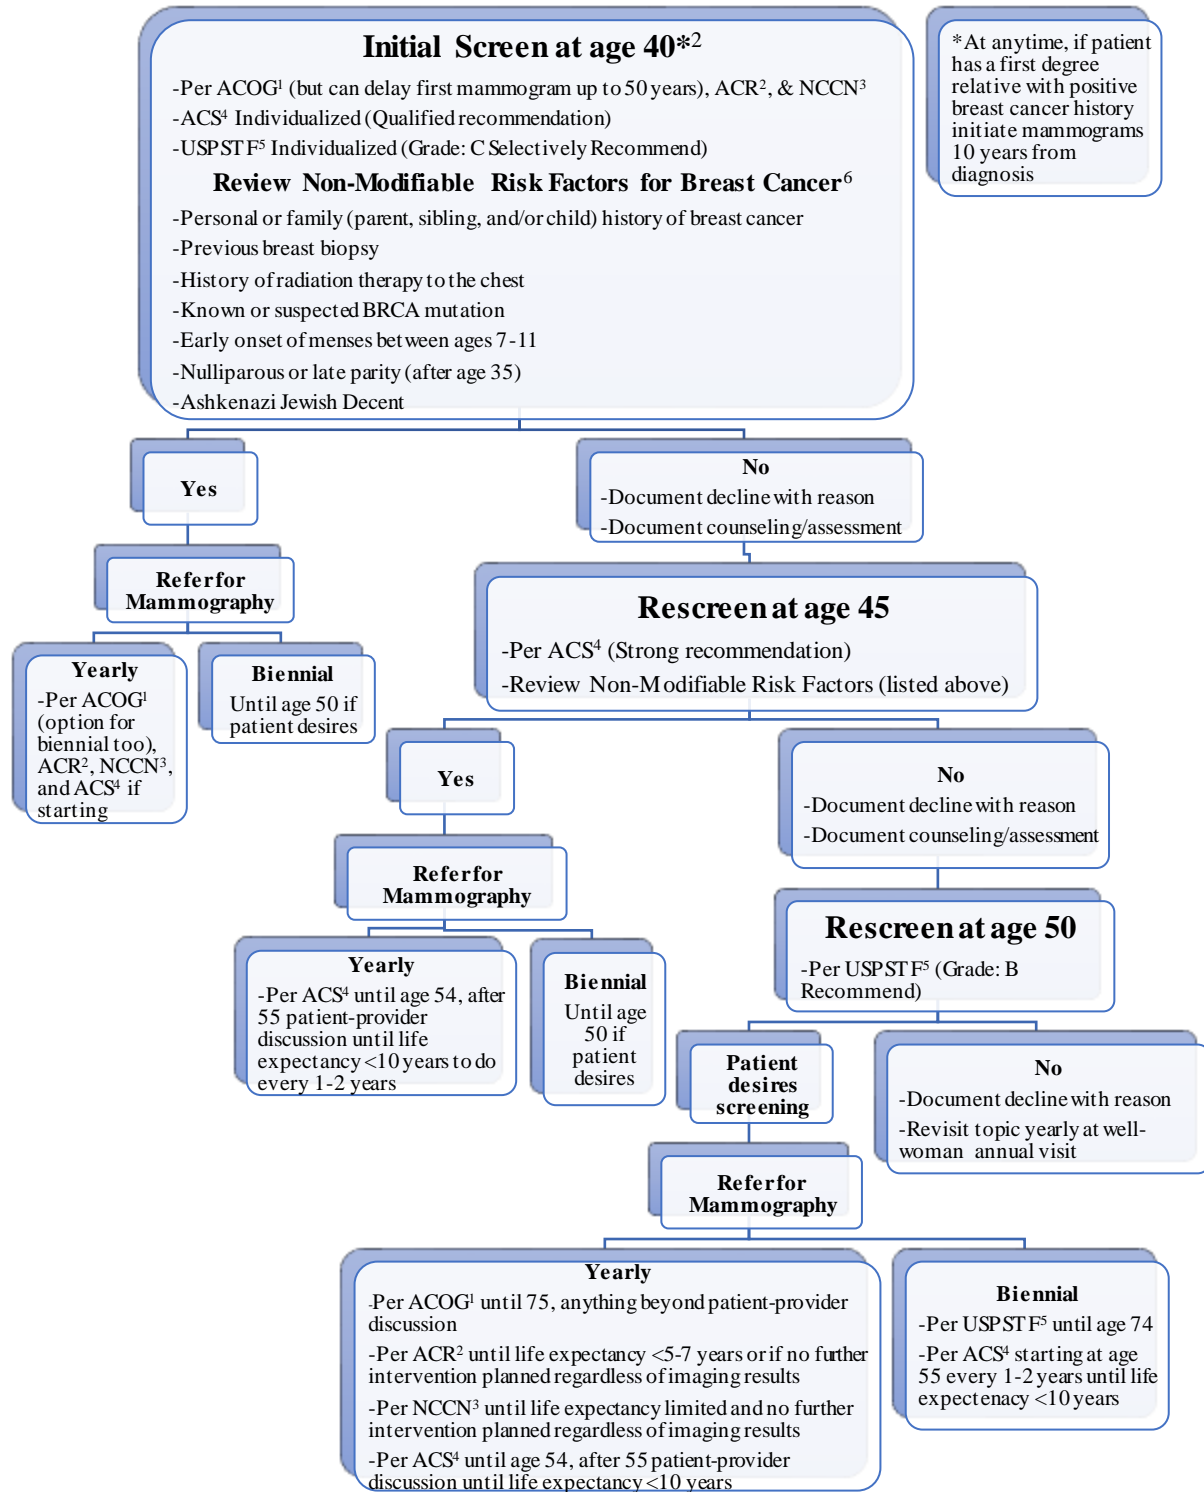 Initial Screen at age 40*2
-Per ACOG1 (but can delay first mammogram up to 50 years), ACR2, & NCCN3
-ACS4 Individualized (Qualified recommendation)
-USPSTF5 Individualized (Grade: C Selectively Recommend)
Review Non-Modifiable Risk Factors for Breast Cancer6
-Personal or family (parent, sibling, and/or child) history of breast cancer
-Previous breast biopsy
-History of radiation therapy to the chest
-Known or suspected BRCA mutation
-Early onset of menses between ages 7-11
-Nulliparous or late parity (after age 35)
-Ashkenazi Jewish Decent
*At anytime, if patient
has a first degree
relative with positive
breast cancer history
initiate mammograms
10 years from
diagnosis
Yes
No
-Document decline with reason
-Document counseling/assessment
Refer for
Mammography
Yearly
-Per ACOG1
(option for
biennial too),
ACR2, NCCN3,
and ACS4 if
starting
Biennial
Until age 50 if
patient desires
Rescreen at age 45
-Per ACS4 (Strong recommendation)
-Review Non-Modifiable Risk Factors (listed above)
Yes
No
-Document decline with reason
-Document counseling/assessment
Refer for
Mammography
Yearly
-Per ACS4 until age 54, after
55 patient-provider
discussion until life
expectancy <10 years to do
every 1-2 years
Biennial
Until age
50 if
patient
desires
Rescreen at age 50
-Per USPSTF5 (Grade: B
Recommend)
Patient
desires
screening
No
-Document decline with reason
-Revisit topic yearly at well-
woman annual visit
Refer for
Mammography
Yearly
-Per ACOG1 until 75, anything beyond patient-provider
discussion
-Per ACR2 until life expectancy <5-7 years or if no further
intervention planned regardless of imaging results
-Per NCCN3 until life expectancy limited and no further
intervention planned regardless of imaging results
-Per ACS4 until age 54, after 55 patient-provider
discussion until life expectancy <10 years
Biennial
-Per USPSTF5 until age 74
-Per ACS4 starting at age
55 every 1-2 years until life
expectenacy <10 years